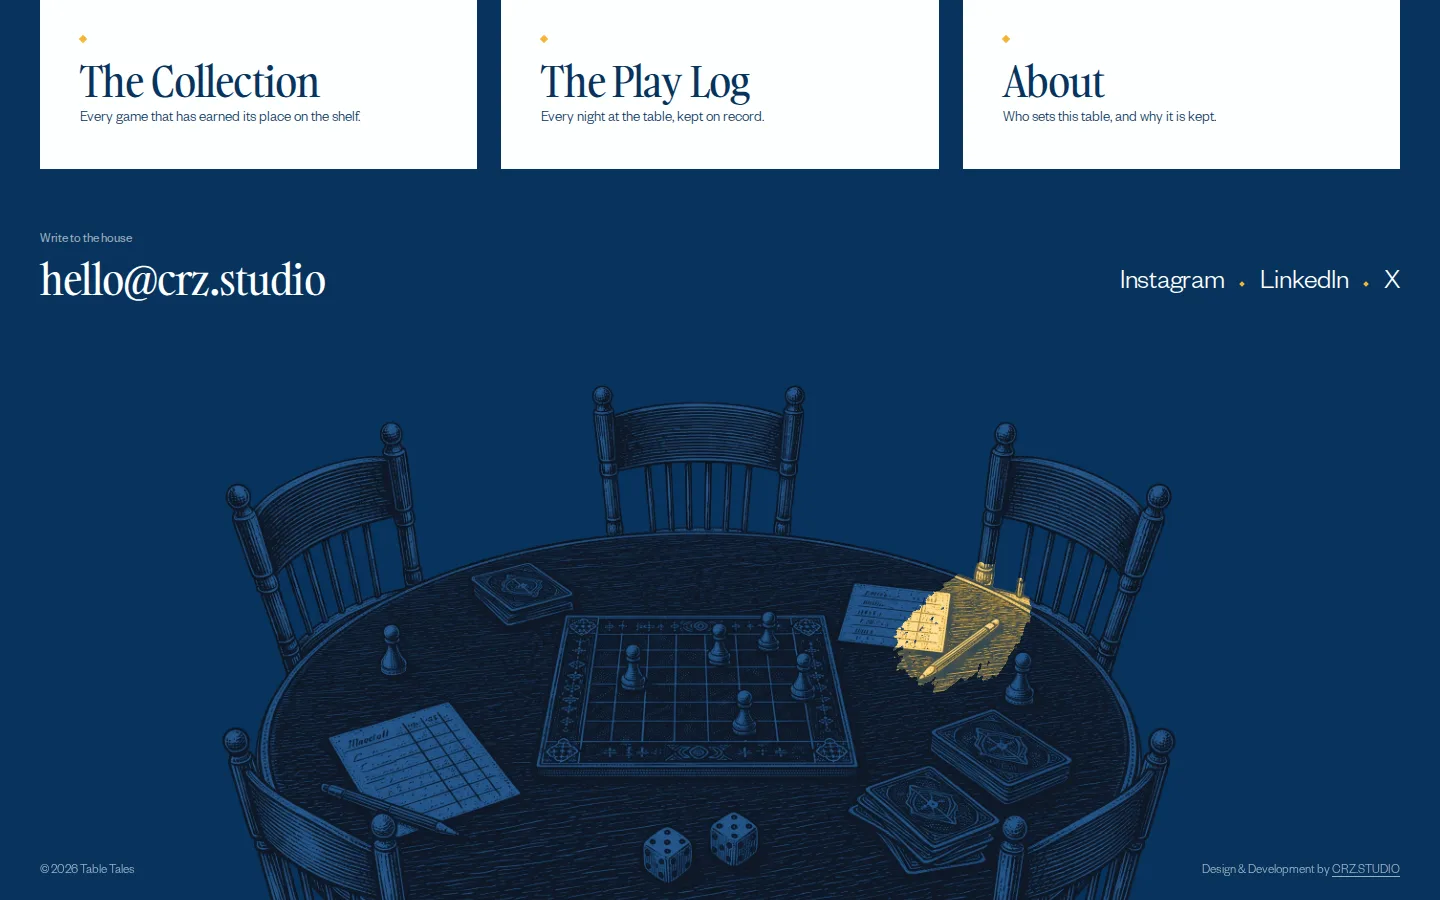 The Collection
Every game that has earned its place on the shelf.
The Play Log
Every night at the table, kept on record.
About
Who sets this table, and why it is kept.
Write to the house
hello@crz.studio
Instagram ◆ LinkedIn ◆ X
© 2026 Table Tales
Design & Development by CRZ.STUDIO